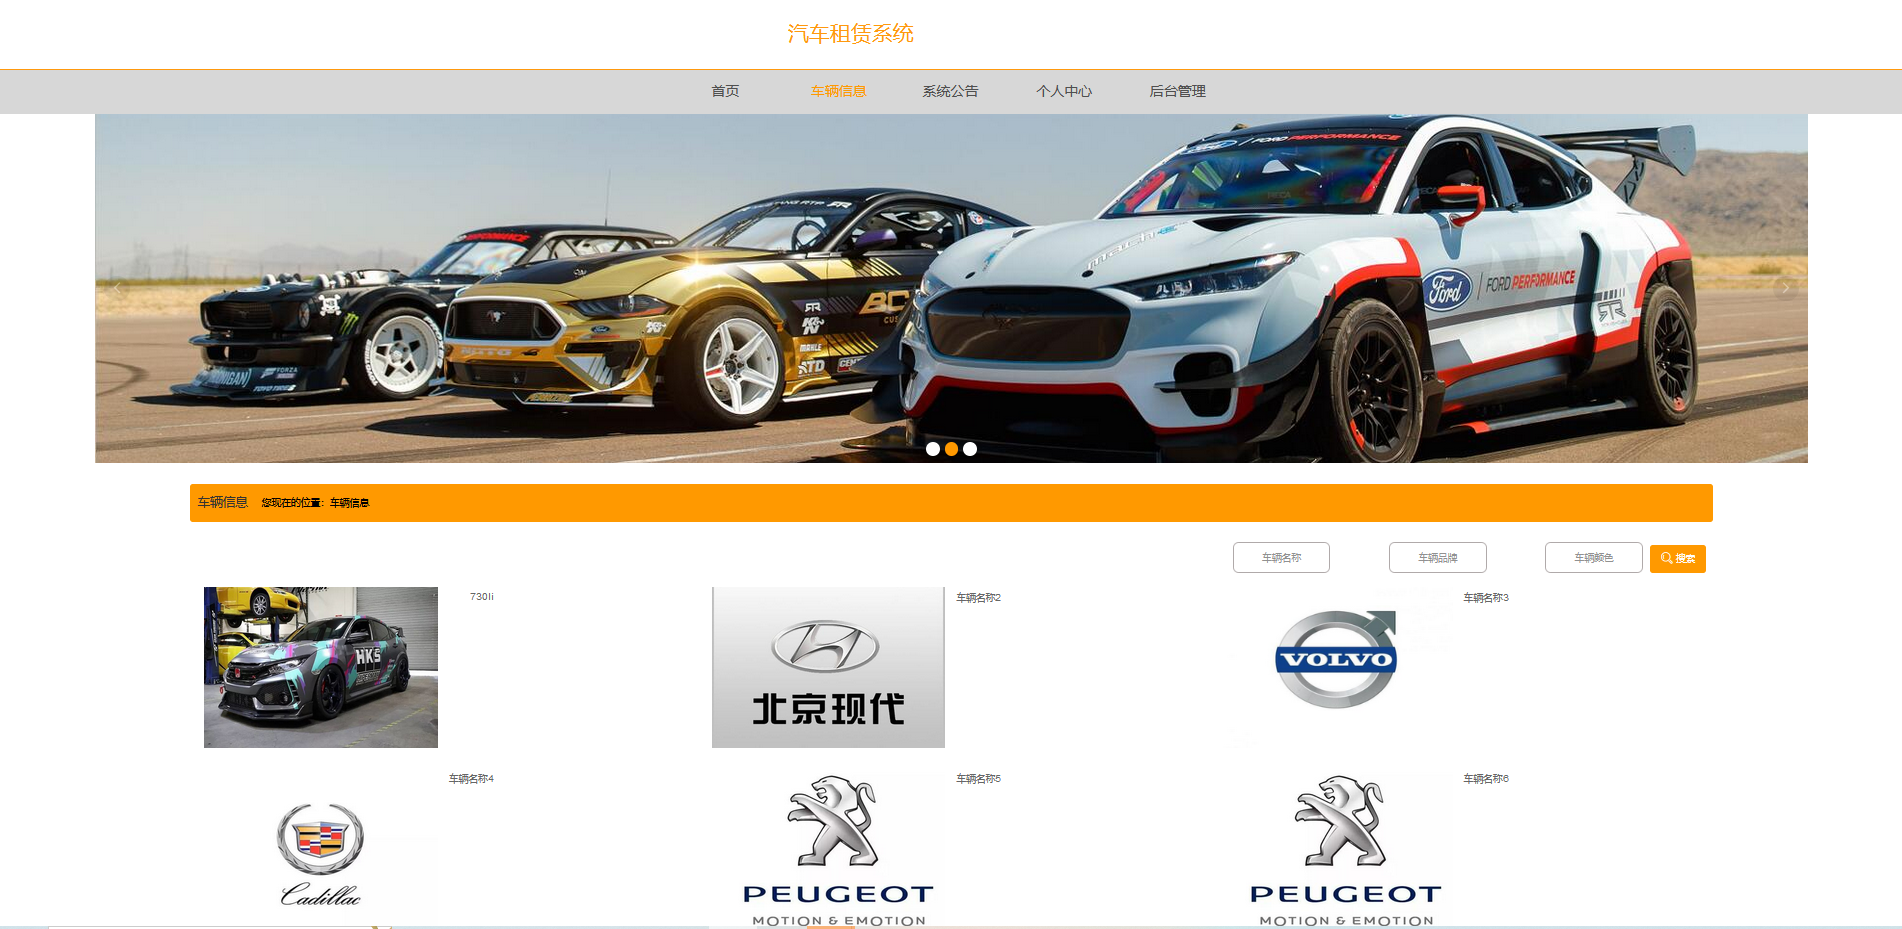 汽车租赁系统
首页 车辆信息 系统公告 个人中心 后台管理
FORD PERFORMANCE
Ford
FORD PERFORMANCE
RTR
HOONIGAN
车辆信息 您现在的位置：车辆信息
车辆名称 车辆品牌 车辆颜色 搜索
730li 车辆名称2 车辆名称3
HKS
北京现代
VOLVO
车辆名称4 车辆名称5 车辆名称6
Cadillac
PEUGEOT
MOTION & EMOTION
PEUGEOT
MOTION & EMOTION